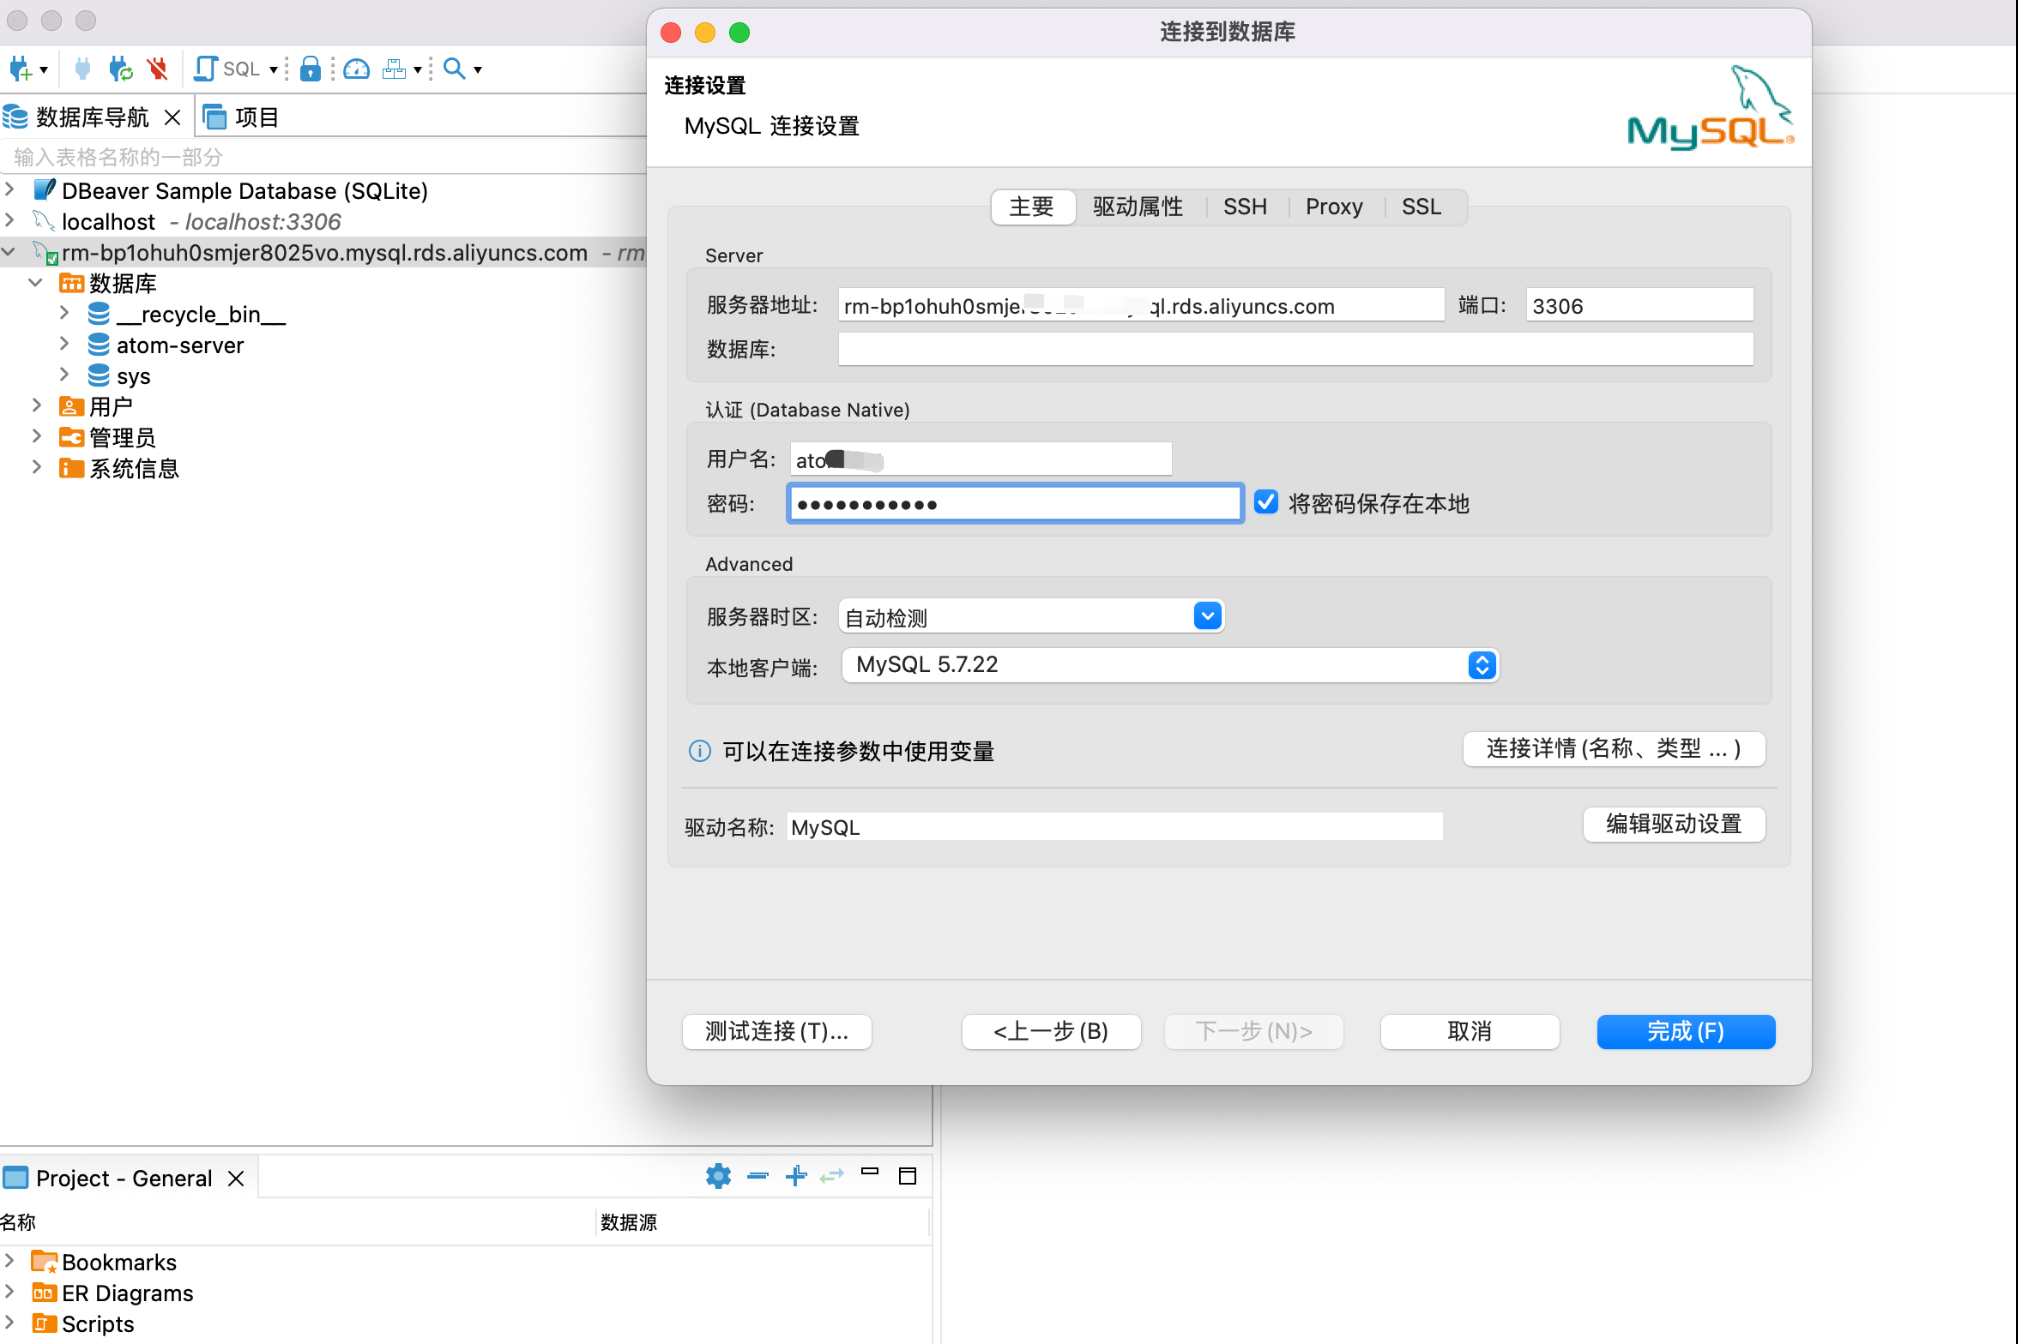 SQL
数据库导航
项目
输入表格名称的一部分
DBeaver Sample Database (SQLite)
localhost - localhost:3306
rm-bp1ohuh0smjer8025vo.mysql.rds.aliyuncs.com - rm
数据库
__recycle_bin__
atom-server
sys
用户
管理员
系统信息
连接到数据库
连接设置
MySQL 连接设置
MySQL
主要 驱动属性 SSH Proxy SSL
Server
服务器地址: rm-bp1ohuh0smje ql.rds.aliyuncs.com 端口: 3306
数据库:
认证 (Database Native)
用户名: ato
密码: ••••••••••• 将密码保存在本地
Advanced
服务器时区: 自动检测
本地客户端: MySQL 5.7.22
可以在连接参数中使用变量 连接详情(名称、类型 ... )
驱动名称: MySQL 编辑驱动设置
测试连接(T)... <上一步(B) 下一步(N)> 取消 完成(F)
Project - General
名称 数据源
Bookmarks
ER Diagrams
Scripts